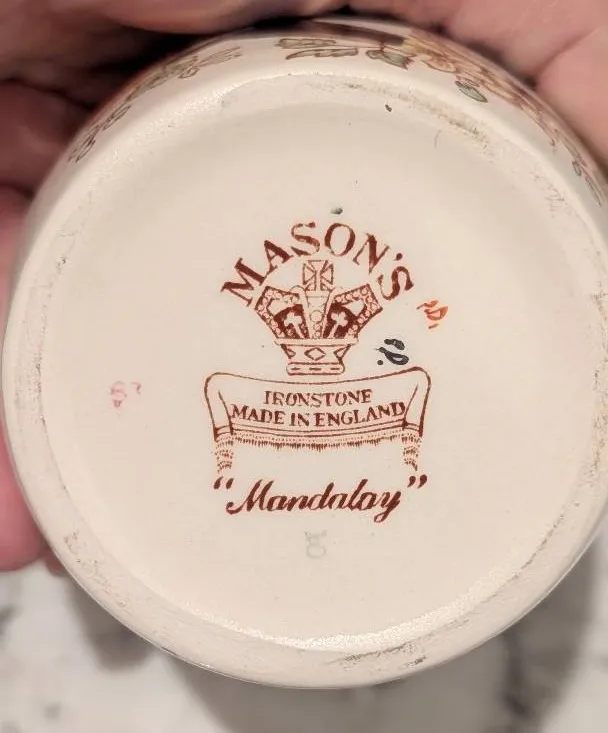 MASON'S
IRONSTONE
MADE IN ENGLAND
"Mandalay"